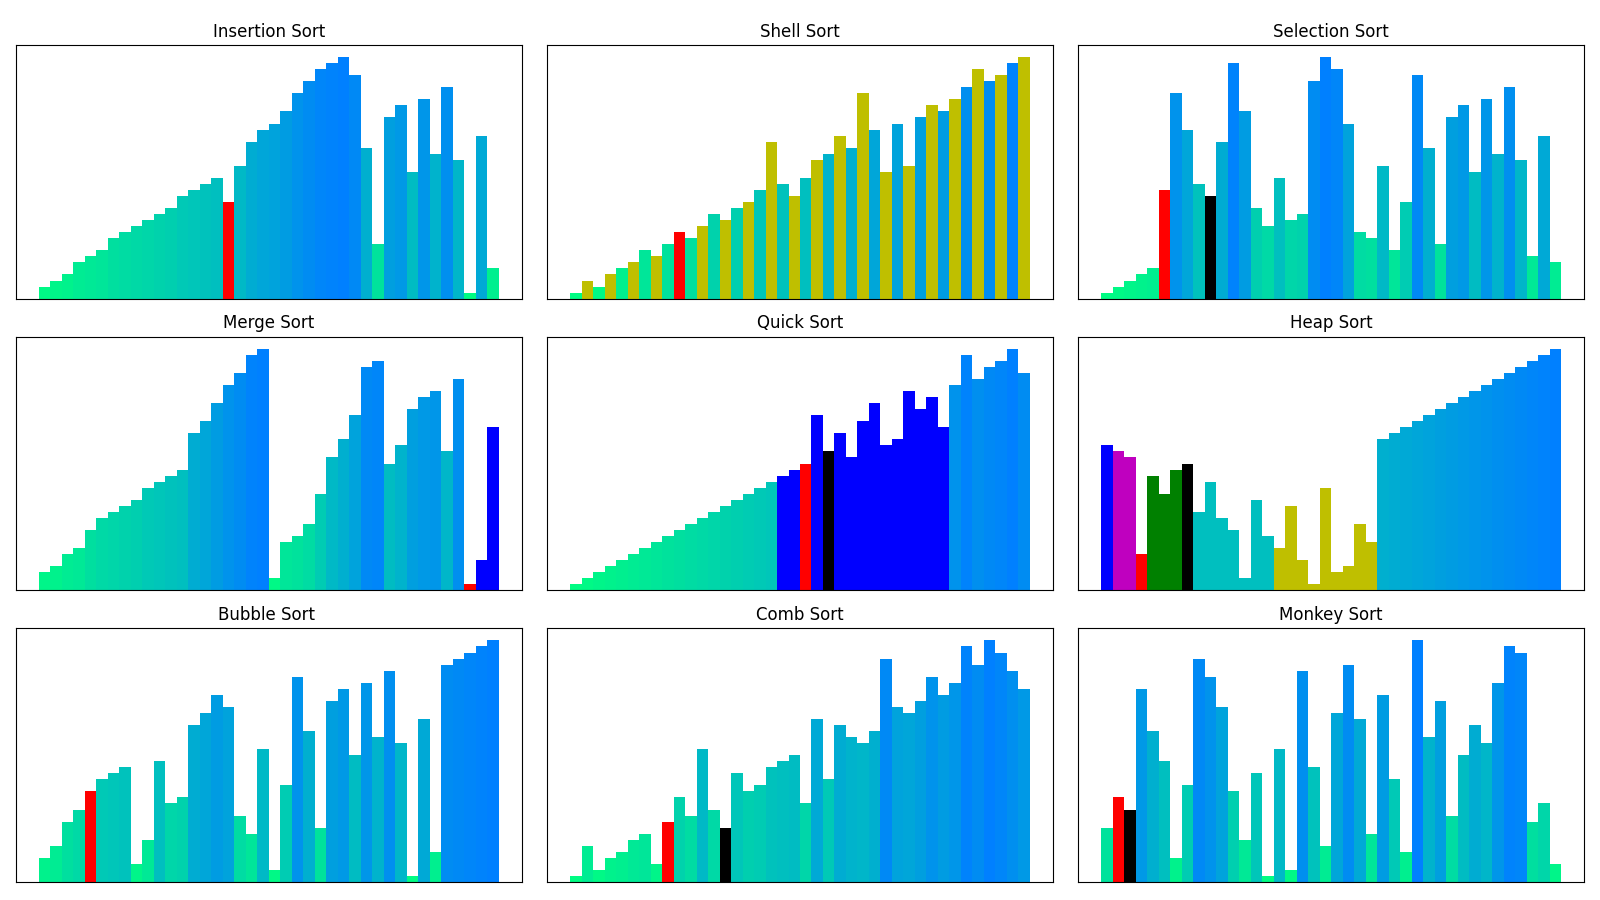 Insertion Sort
Shell Sort
Selection Sort
Merge Sort
Quick Sort
Heap Sort
Bubble Sort
Comb Sort
Monkey Sort